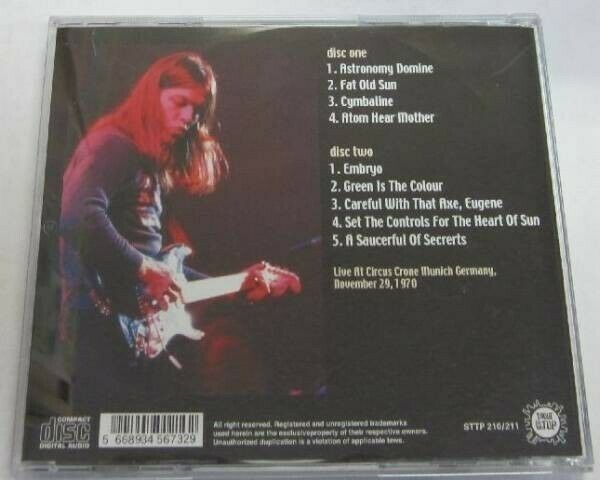 disc one
1. Astronomy Domine
2. Fat Old Sun
3. Cymbaline
4. Atom Hear Mother
disc two
1. Embryo
2. Green Is The Colour
3. Careful With That Axe, Eugene
4. Set The Controls For The Heart Of Sun
5. A Saucerful Of Secrerts
Live At Circus Crone Munich Germany,
November 29, 1970
COMPACT
disc
DIGITAL AUDIO
5 668934 567329
All right reserved. Registered and unregistered trademarks
used herein are the exclusiveproperty of their respective owners.
Unauthorized duplication is a violation of applicable laws.
STTP 210/211